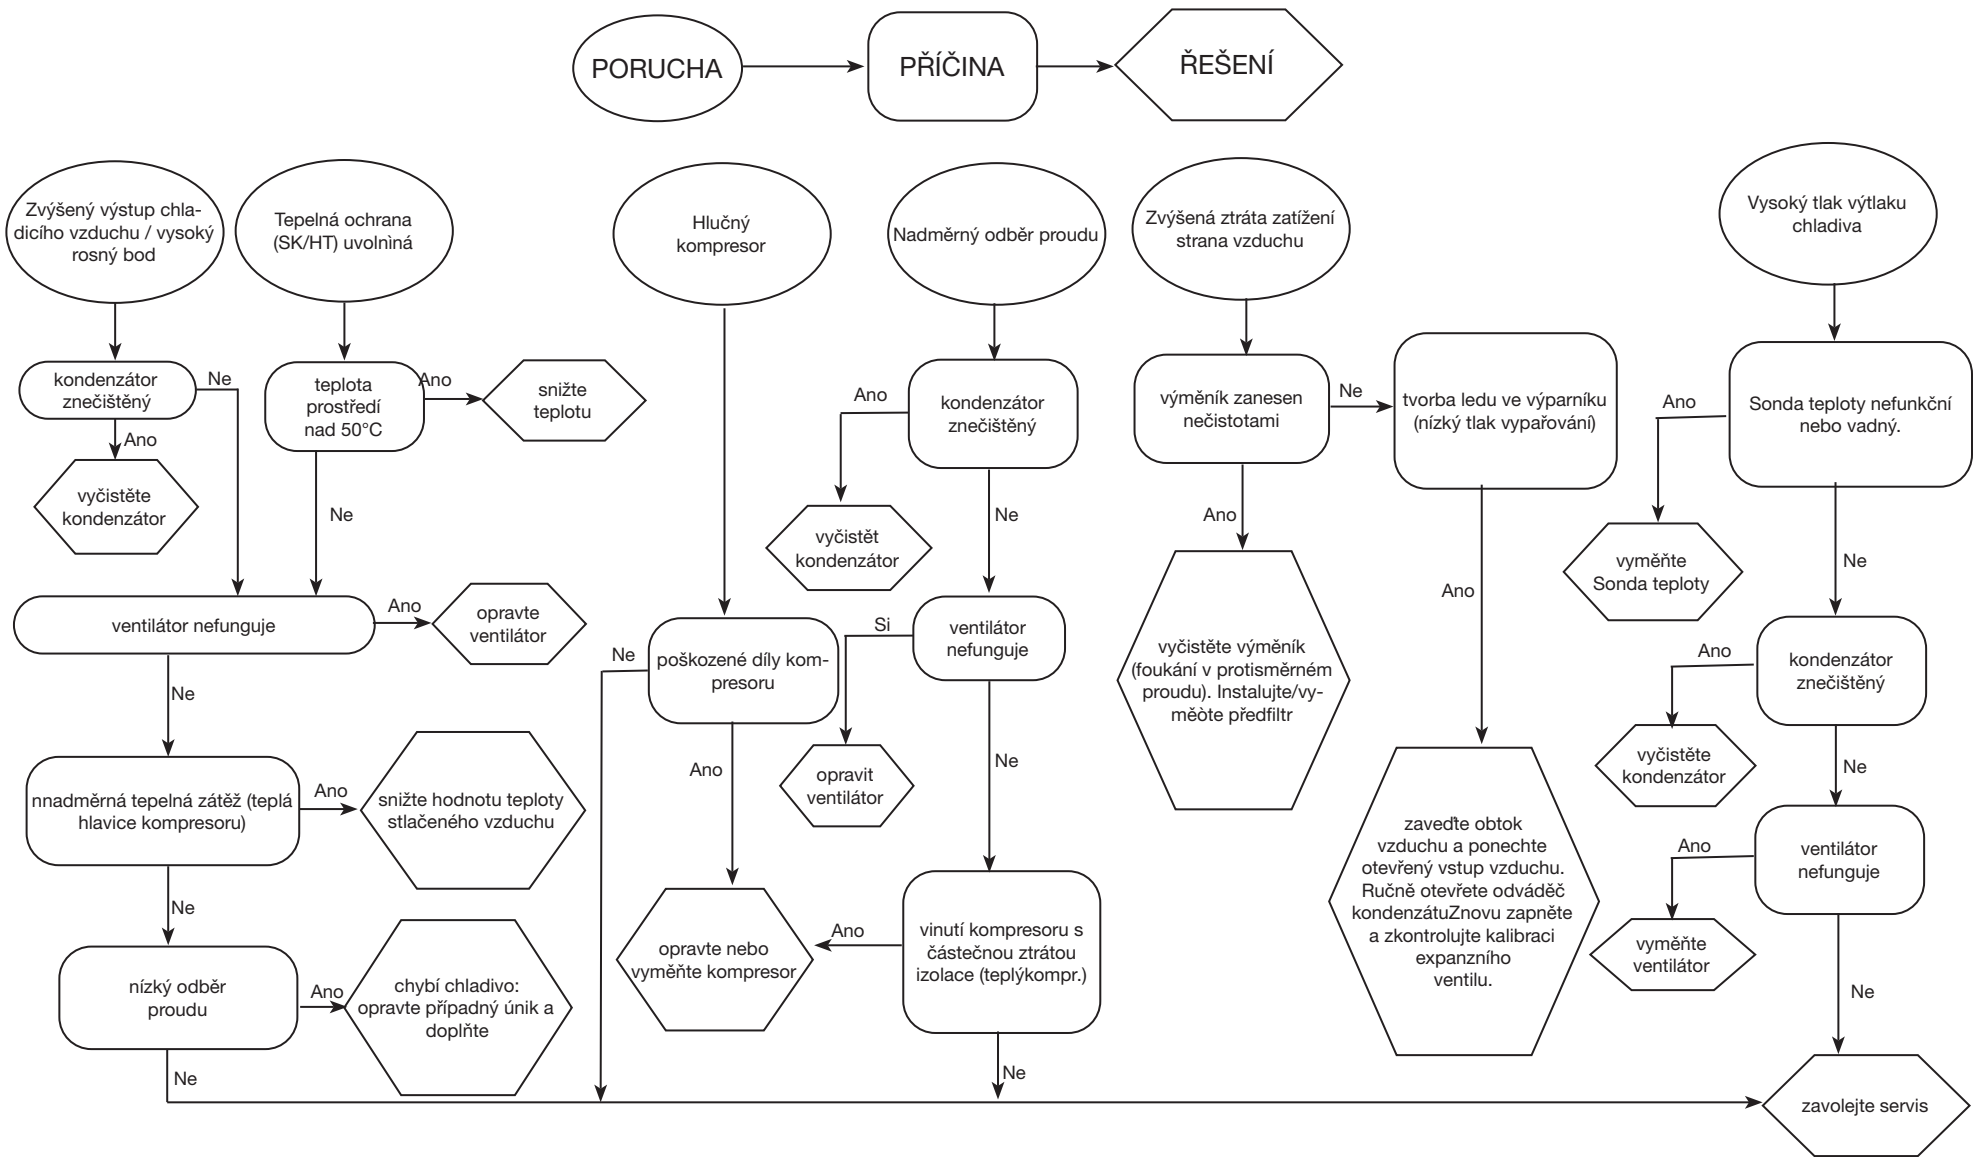 PORUCHA
PŘÍČINA
ŘEŠENÍ
Zvýšený výstup chla-
dicího vzduchu / vysoký
rosný bod
kondenzátor
znečištěný
Ne
Ano
vyčistěte
kondenzátor
Tepelná ochrana
(SK/HT) uvolnìná
teplota
prostředí
nad 50°C
Ano
snižte
teplotu
Ne
ventilátor nefunguje
Ano
opravte
ventilátor
Ne
nnadměrná tepelná zátěž (teplá
hlavice kompresoru)
Ano
snižte hodnotu teploty
stlačeného vzduchu
Ne
nízký odběr
proudu
Ano
chybí chladivo:
opravte případný únik a
doplňte
Ne
Hlučný
kompresor
poškozené díly kom-
presoru
Ne
Ano
opravte nebo
vyměňte kompresor
Nadměrný odběr proudu
kondenzátor
znečištěný
Ano
vyčistět
kondenzátor
Ne
ventilátor
nefunguje
Si
opravit
ventilátor
Ne
vinutí kompresoru s
částečnou ztrátou
izolace (teplýkompr.)
Ano
Ne
Zvýšená ztráta zatížení
strana vzduchu
výměník zanesen
nečistotami
Ne
Ano
vyčistěte výměník
(foukání v protisměrném
proudu). Instalujte/vy-
měòte předfiltr
tvorba ledu ve výparníku
(nízký tlak vypařování)
Ano
zaveďte obtok
vzduchu a ponechte
otevřený vstup vzduchu.
Ručně otevřete odváděč
kondenzátuZnovu zapněte
a zkontrolujte kalibraci
expanzního
ventilu.
Vysoký tlak výtlaku
chladiva
Sonda teploty nefunkční
nebo vadný.
Ano
vyměňte
Sonda teploty
Ne
kondenzátor
znečištěný
Ano
vyčistěte
kondenzátor
Ne
ventilátor
nefunguje
Ano
vyměňte
ventilátor
Ne
zavolejte servis